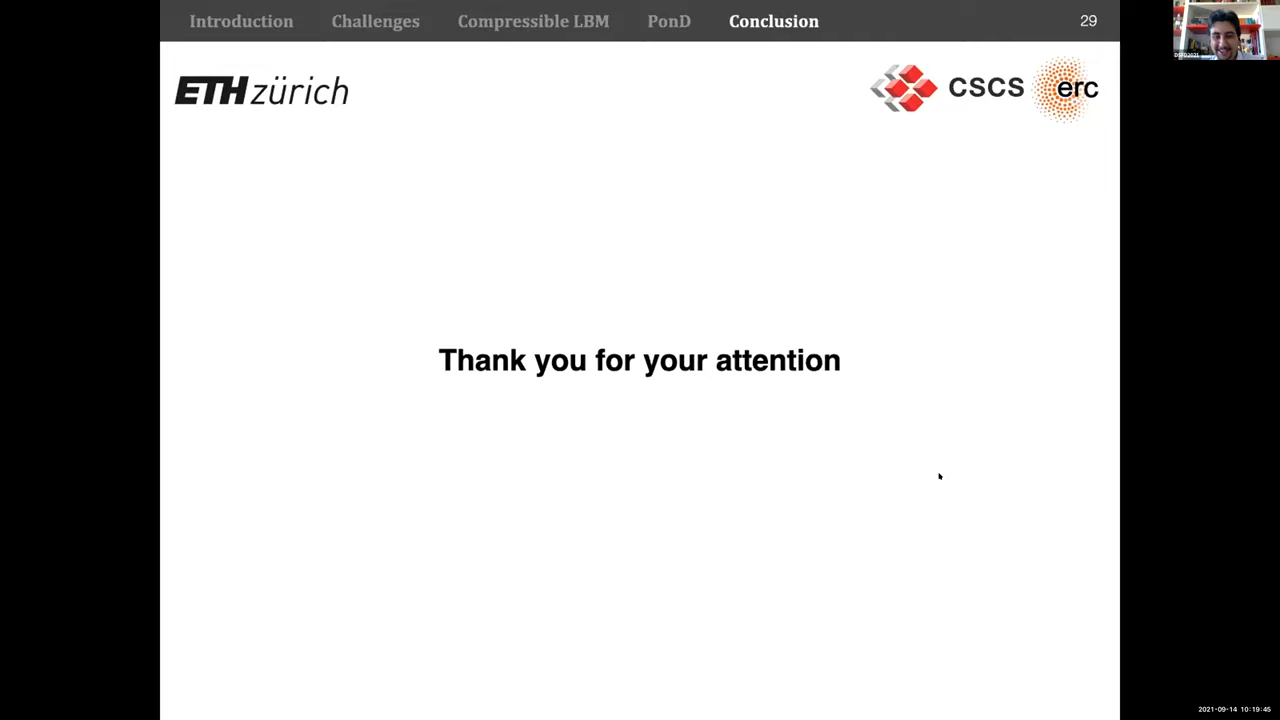 Introduction Challenges Compressible LBM PonD Conclusion 29
ETH zürich
CSCS erc
Thank you for your attention
DSFD2021
2021-09-14 10:19:45